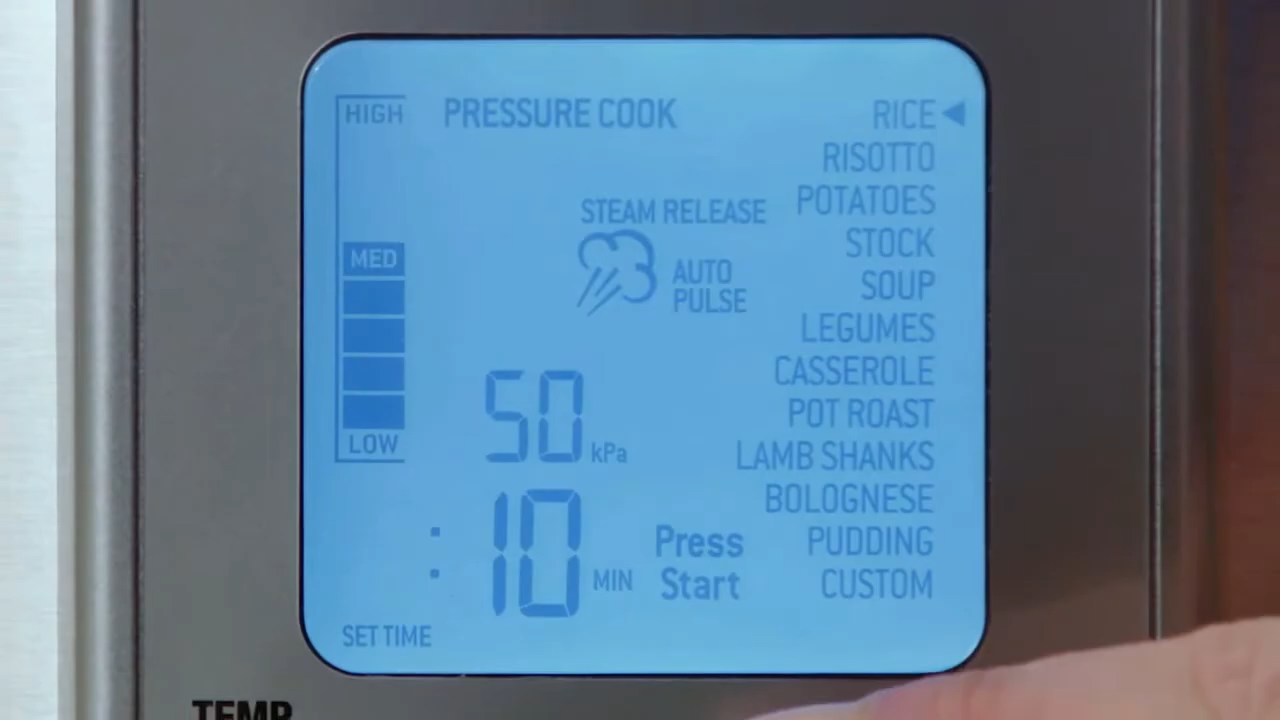 HIGH
PRESSURE COOK
RICE
RISOTTO
POTATOES
STEAM RELEASE
STOCK
MED
AUTO
PULSE
SOUP
LEGUMES
CASSEROLE
POT ROAST
50 kPa
LOW
LAMB SHANKS
BOLOGNESE
: 10 MIN
Press
Start
PUDDING
CUSTOM
SET TIME
TEMP